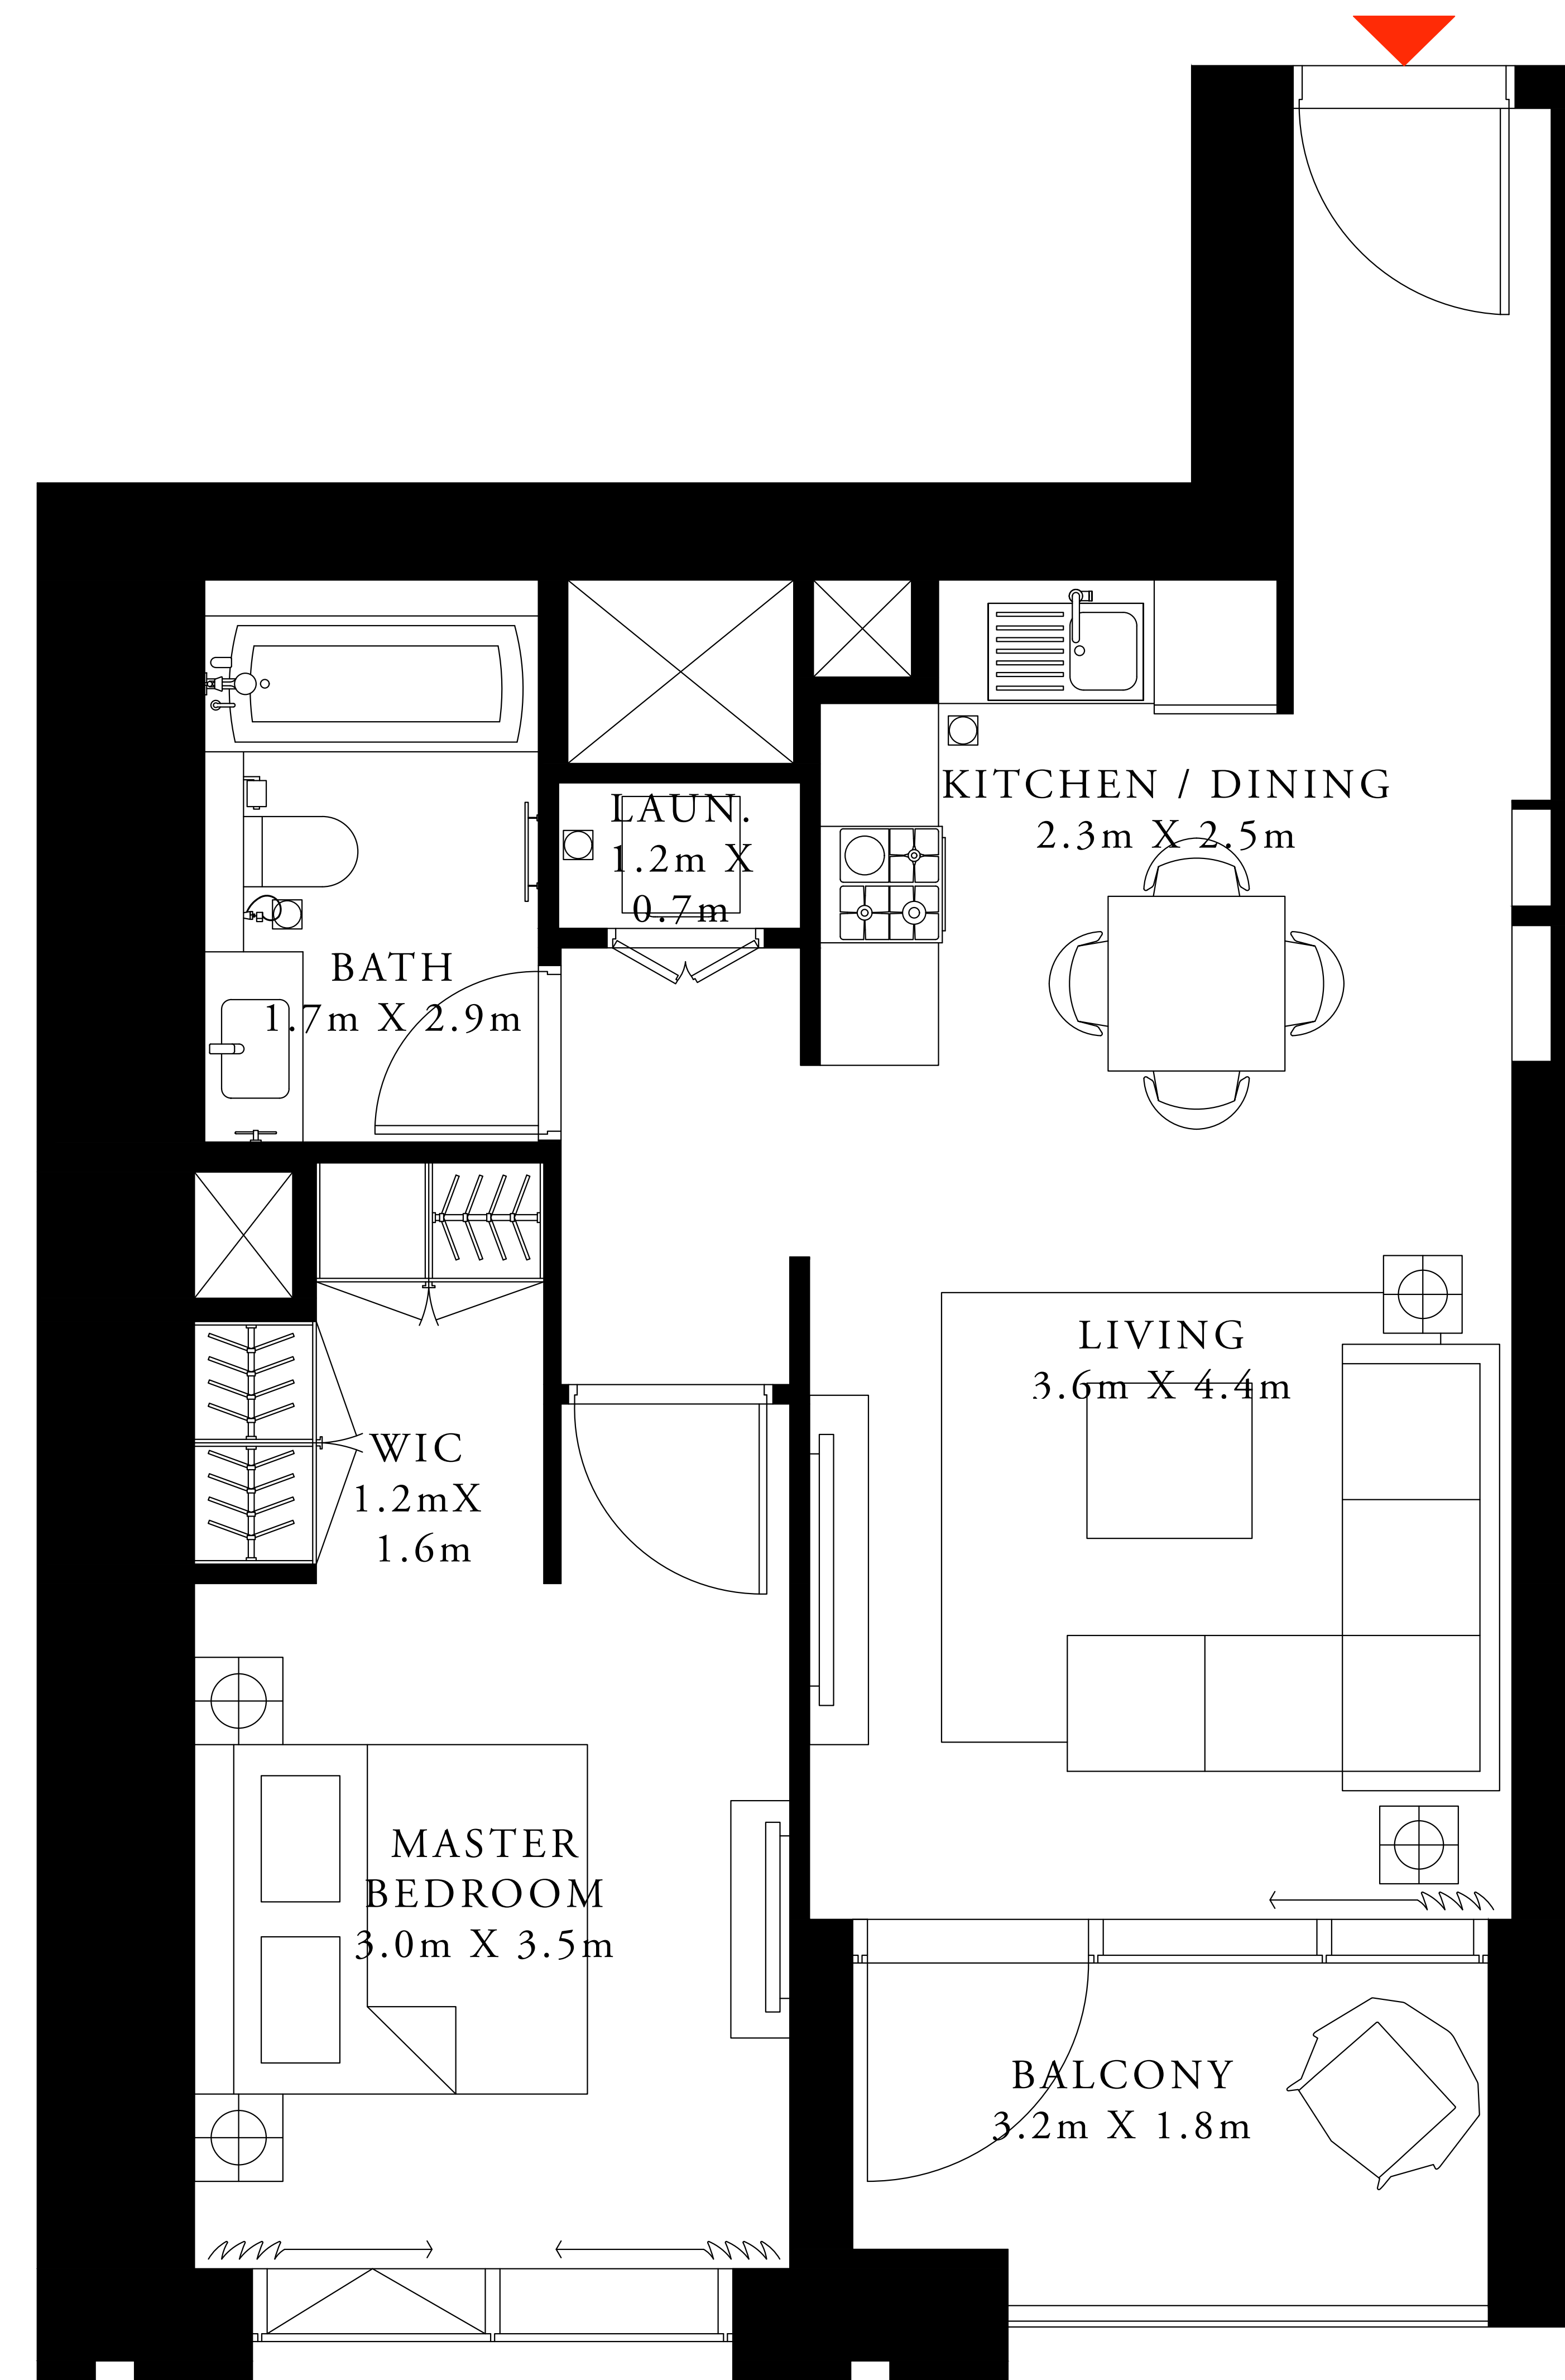 LAUN.
1.2m X
0.7m
KITCHEN / DINING
2.3m X 2.5m
BATH
1.7m X 2.9m
LIVING
3.6m X 4.4m
WIC
1.2mX
1.6m
MASTER
BEDROOM
3.0m X 3.5m
BALCONY
3.2m X 1.8m